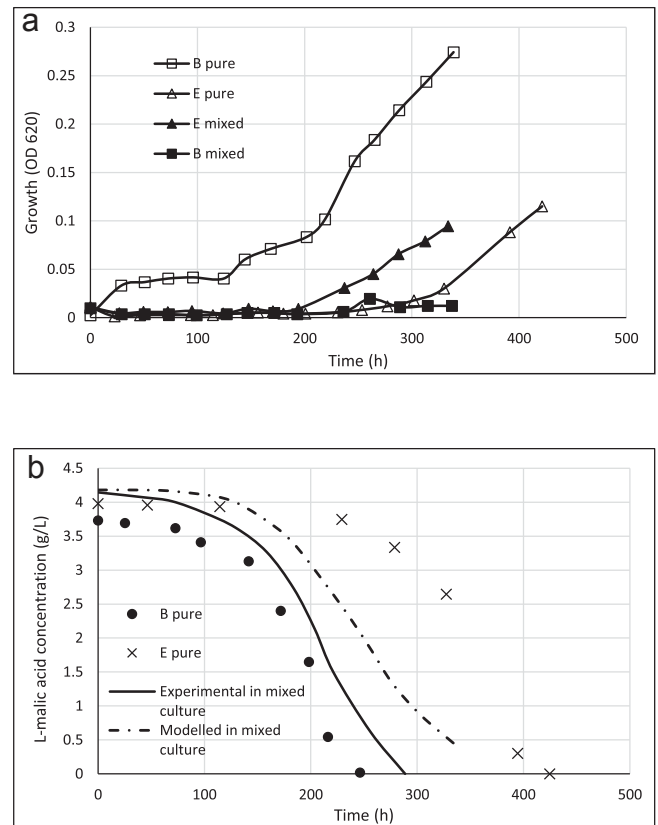 a
0.3
0.25
0.2
0.15
0.1
0.05
0
Growth (OD 620)
B pure
E pure
E mixed
B mixed
0 100 200 300 400 500
Time (h)
b
4.5
4
3.5
3
2.5
2
1.5
1
0.5
0
L-malic acid concentration (g/L)
B pure
E pure
Experimental in mixed
culture
Modelled in mixed
culture
0 100 200 300 400 500
Time (h)